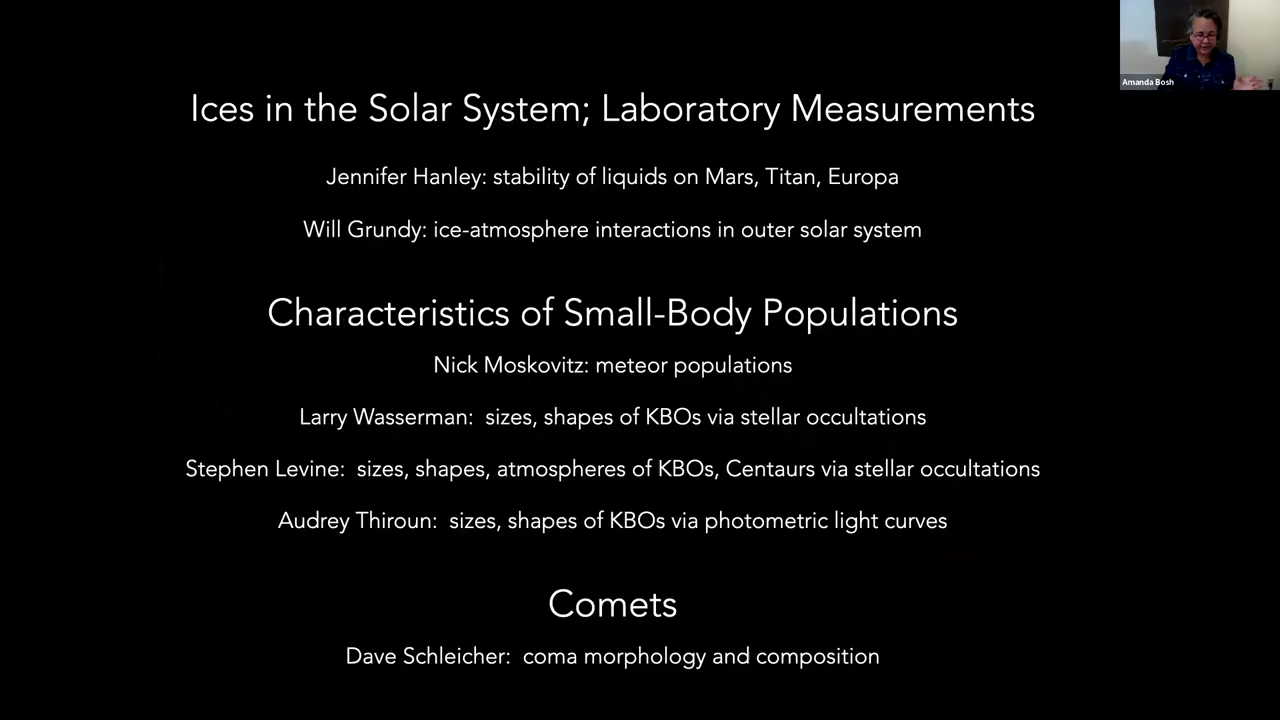 Amanda Bosh
Ices in the Solar System; Laboratory Measurements
Jennifer Hanley: stability of liquids on Mars, Titan, Europa
Will Grundy: ice-atmosphere interactions in outer solar system
Characteristics of Small-Body Populations
Nick Moskovitz: meteor populations
Larry Wasserman: sizes, shapes of KBOs via stellar occultations
Stephen Levine: sizes, shapes, atmospheres of KBOs, Centaurs via stellar occultations
Audrey Thiroun: sizes, shapes of KBOs via photometric light curves
Comets
Dave Schleicher: coma morphology and composition